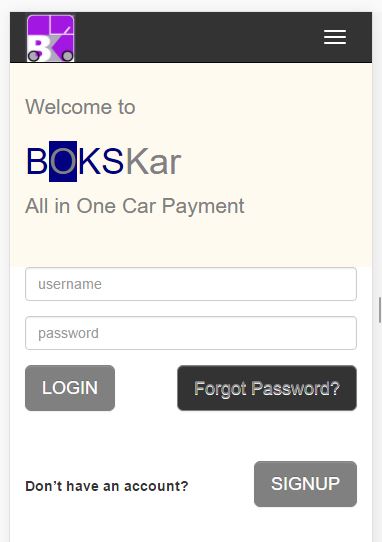 BK
Welcome to
BOKSKar
All in One Car Payment
username
password
LOGIN
Forgot Password?
Don’t have an account?
SIGNUP